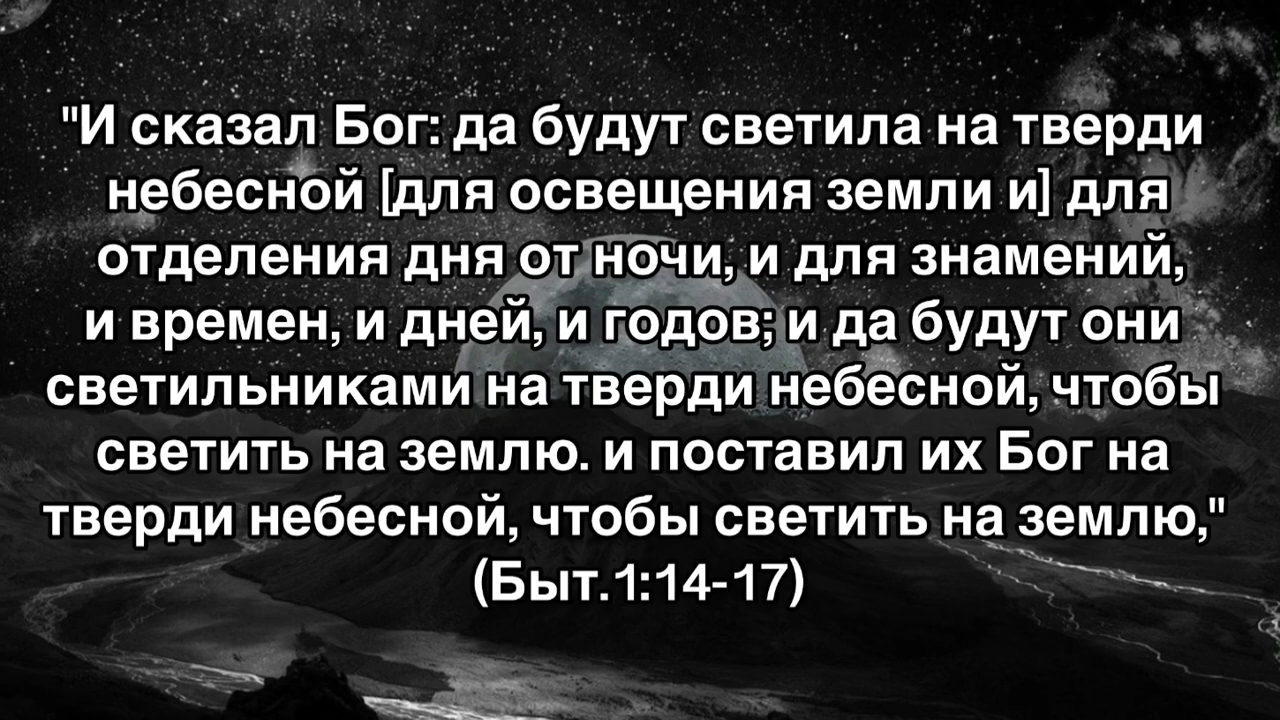 "И сказал Бог: да будут светила на тверди
небесной [для освещения земли и] для
отделения дня от ночи, и для знамений,
и времен, и дней, и годов; и да будут они
светильниками на тверди небесной, чтобы
светить на землю. и поставил их Бог на
тверди небесной, чтобы светить на землю,"
(Быт.1:14-17)